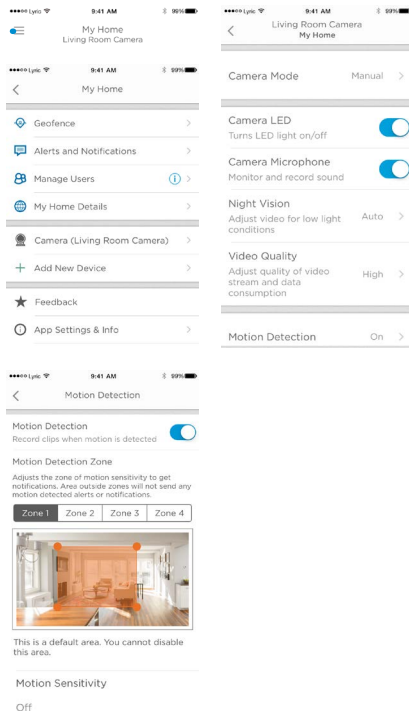 Lyric 9:41 AM 99%
My Home
Living Room Camera
Lyric 9:41 AM 99%
My Home
Geofence
Alerts and Notifications
Manage Users
My Home Details
Camera (Living Room Camera)
Add New Device
Feedback
App Settings & Info
Lyric 9:41 AM 99%
Motion Detection
Motion Detection
Record clips when motion is detected
Motion Detection Zone
Adjusts the zone of motion sensitivity to get
notifications. Area outside zones will not send any
motion detected alerts or notifications.
Zone 1 Zone 2 Zone 3 Zone 4
This is a default area. You cannot disable
this area.
Motion Sensitivity
Off
Lyric 9:41 AM 99%
Living Room Camera
My Home
Camera Mode Manual
Camera LED
Turns LED light on/off
Camera Microphone
Monitor and record sound
Night Vision
Adjust video for low light Auto
conditions
Video Quality
Adjust quality of video
stream and data High
consumption
Motion Detection On